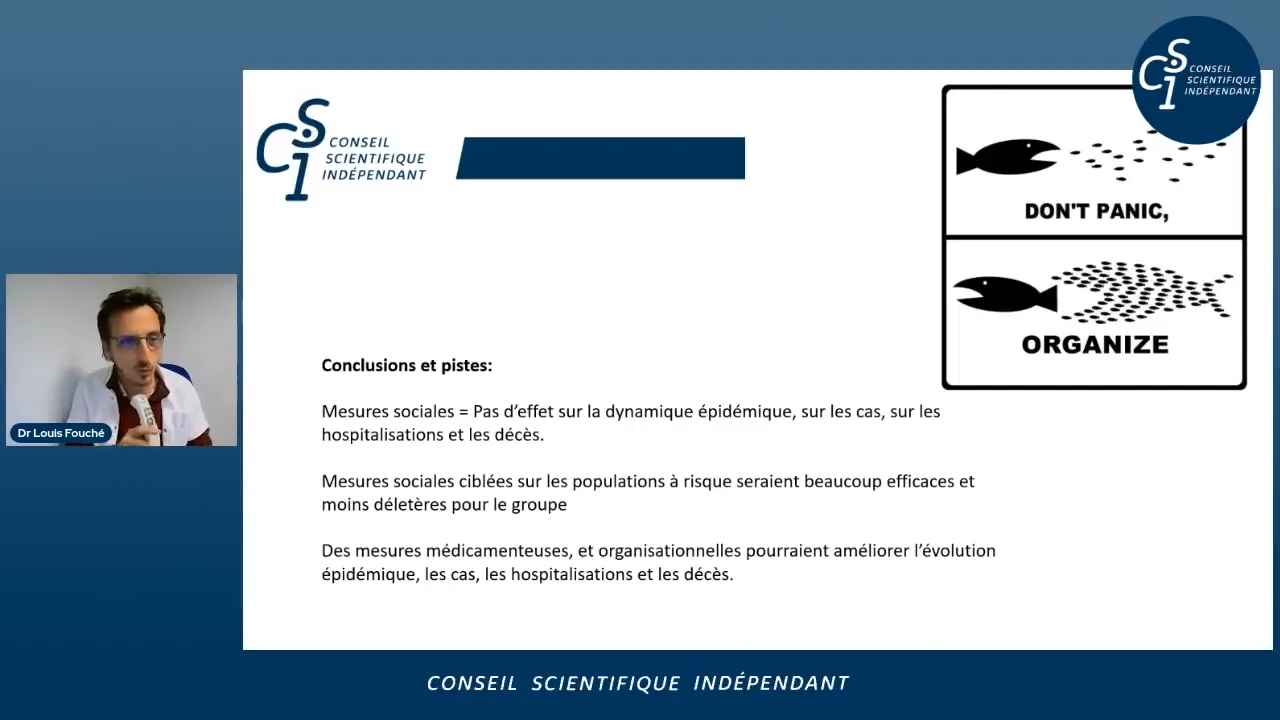 CONSEIL
SCIENTIFIQUE
INDÉPENDANT
CSI
CONSEIL
SCIENTIFIQUE
INDÉPENDANT
CSI
DON'T PANIC,
ORGANIZE
Conclusions et pistes:
Mesures sociales = Pas d’effet sur la dynamique épidémique, sur les cas, sur les
hospitalisations et les décès.
Mesures sociales ciblées sur les populations à risque seraient beaucoup efficaces et
moins déletères pour le groupe
Des mesures médicamenteuses, et organisationnelles pourraient améliorer l’évolution
épidémique, les cas, les hospitalisations et les décès.
Dr Louis Fouché
CONSEIL SCIENTIFIQUE INDÉPENDANT